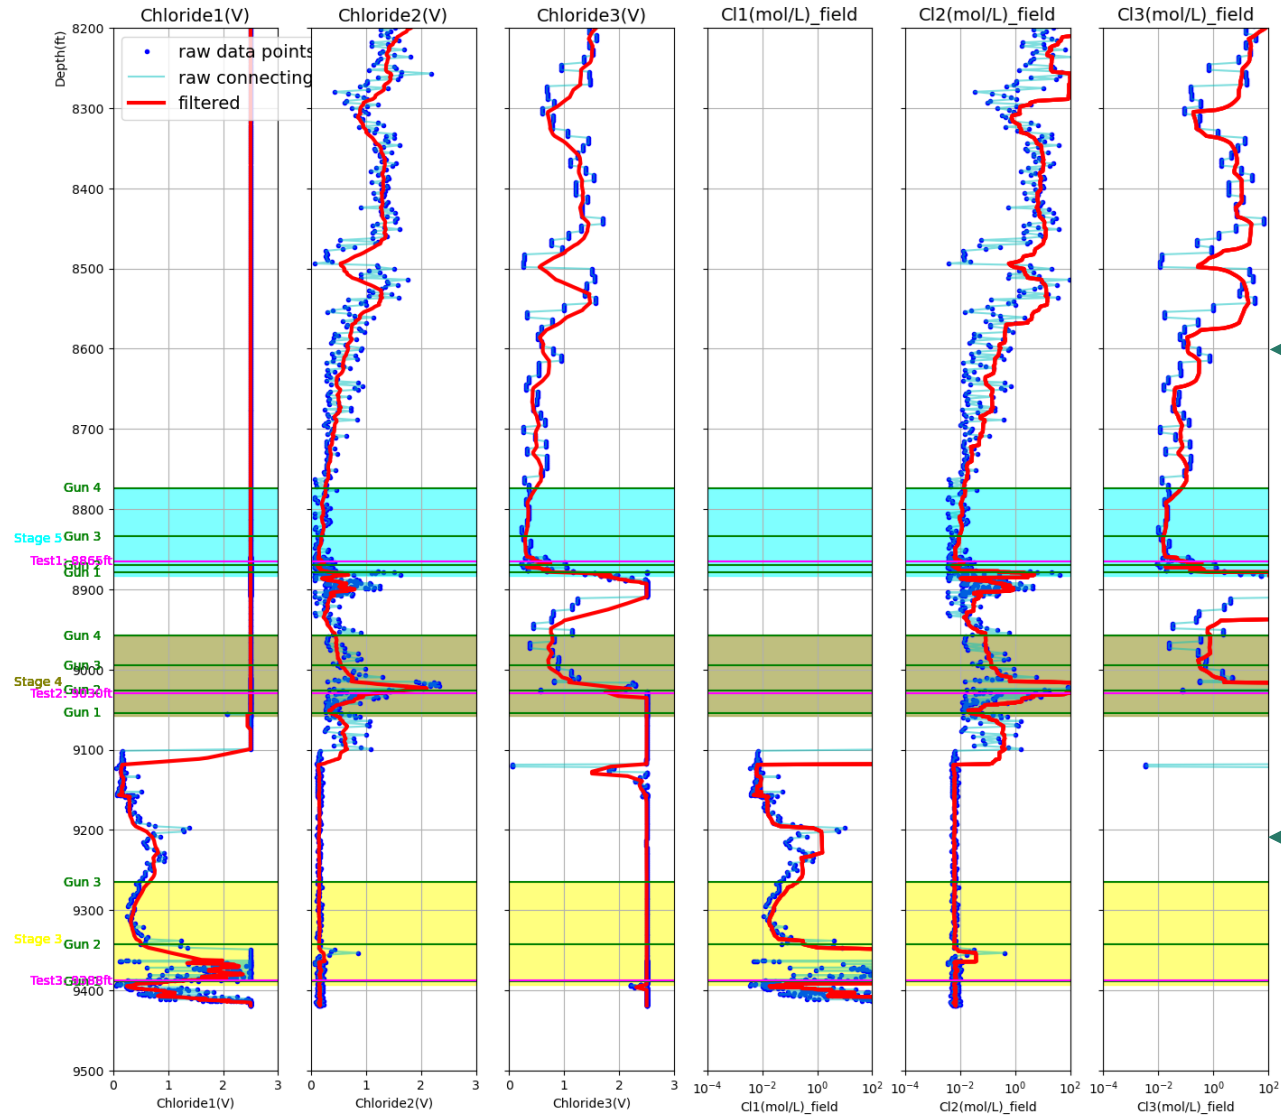 Chloride1(V) Chloride2(V) Chloride3(V) Cl1(mol/L)_field Cl2(mol/L)_field Cl3(mol/L)_field
raw data points
raw connecting
filtered
Depth(ft)
8200
8300
8400
8500
8600
8700
Gun 4
8800
Gun 3
Stage 5
Test1: 8865ft
Gun 1
8900
Gun 4
Gun 3
9000
Stage 4
Test2: 9030ft
Gun 1
9100
9200
Gun 3
9300
Stage 3
Gun 2
Test3: 9388ft
9400
9500
0 1 2 3 0 1 2 3 0 1 2 3 10⁻⁴ 10⁻² 10⁰ 10² 10⁻⁴ 10⁻² 10⁰ 10² 10⁻⁴ 10⁻² 10⁰ 10²
Chloride1(V) Chloride2(V) Chloride3(V) Cl1(mol/L)_field Cl2(mol/L)_field Cl3(mol/L)_field